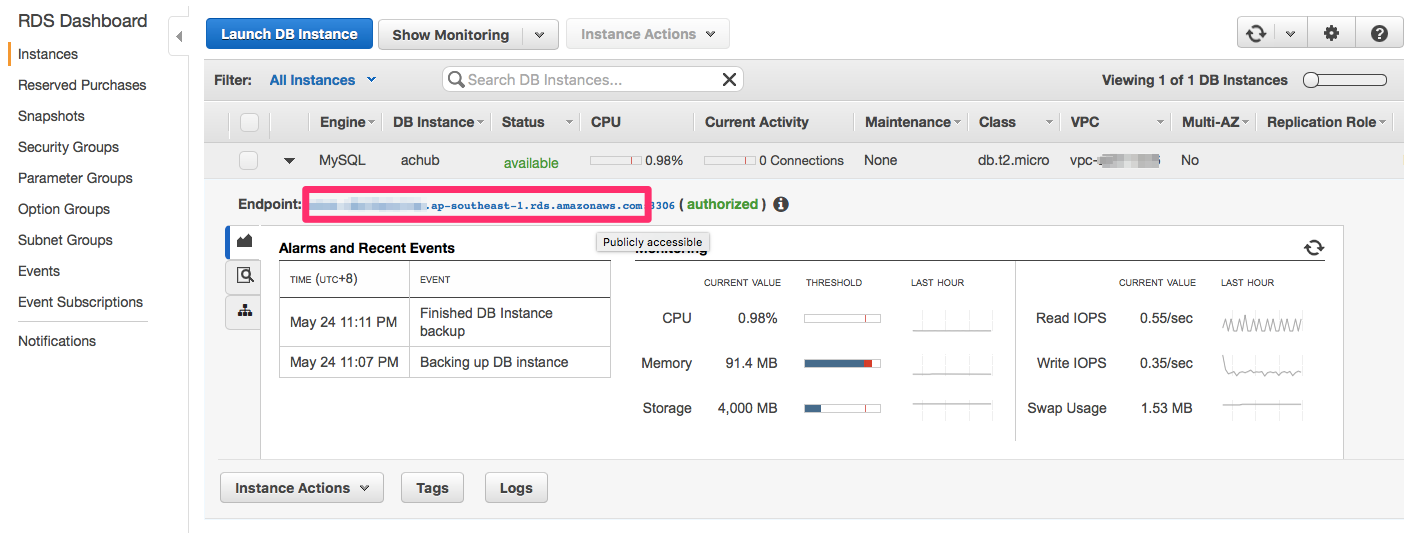 RDS Dashboard
Instances
Reserved Purchases
Snapshots
Security Groups
Parameter Groups
Option Groups
Subnet Groups
Events
Event Subscriptions
Notifications
Launch DB Instance Show Monitoring Instance Actions
Filter: All Instances Search DB Instances... Viewing 1 of 1 DB Instances
Engine DB Instance Status CPU Current Activity Maintenance Class VPC Multi-AZ Replication Role
MySQL achub available 0.98% 0 Connections None db.t2.micro vpc- No
Endpoint: .ap-southeast-1.rds.amazonaws.com:3306 ( authorized )
Publicly accessible
Alarms and Recent Events Monitoring
TIME (UTC+8) EVENT
May 24 11:11 PM Finished DB Instance
backup
May 24 11:07 PM Backing up DB instance
CURRENT VALUE THRESHOLD LAST HOUR
CPU 0.98%
Memory 91.4 MB
Storage 4,000 MB
CURRENT VALUE LAST HOUR
Read IOPS 0.55/sec
Write IOPS 0.35/sec
Swap Usage 1.53 MB
Instance Actions Tags Logs